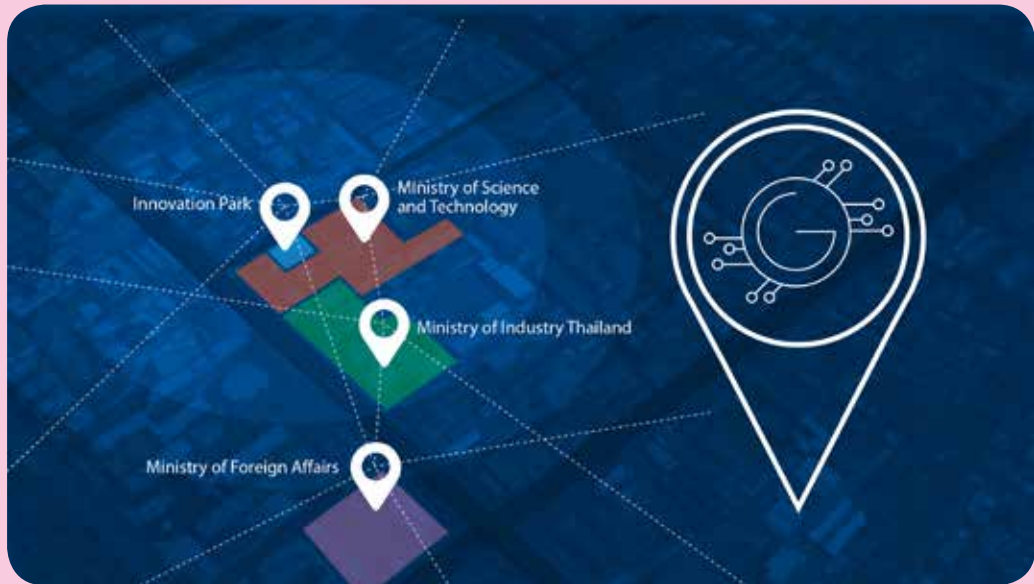 Innovation Park
Ministry of Science
and Technology
Ministry of Industry Thailand
Ministry of Foreign Affairs
G